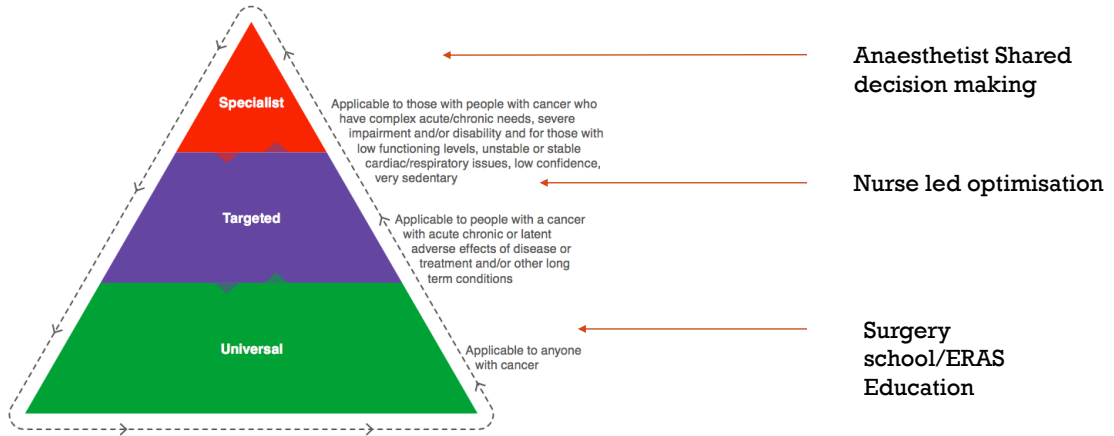 Anaesthetist Shared
decision making
Specialist
Applicable to those with people with cancer who
have complex acute/chronic needs, severe
impairment and/or disability and for those with
low functioning levels, unstable or stable
cardiac/respiratory issues, low confidence,
very sedentary
Nurse led optimisation
Targeted
Applicable to people with a cancer
with acute chronic or latent
adverse effects of disease or
treatment and/or other long
term conditions
Surgery
school/ERAS
Education
Universal
Applicable to anyone
with cancer